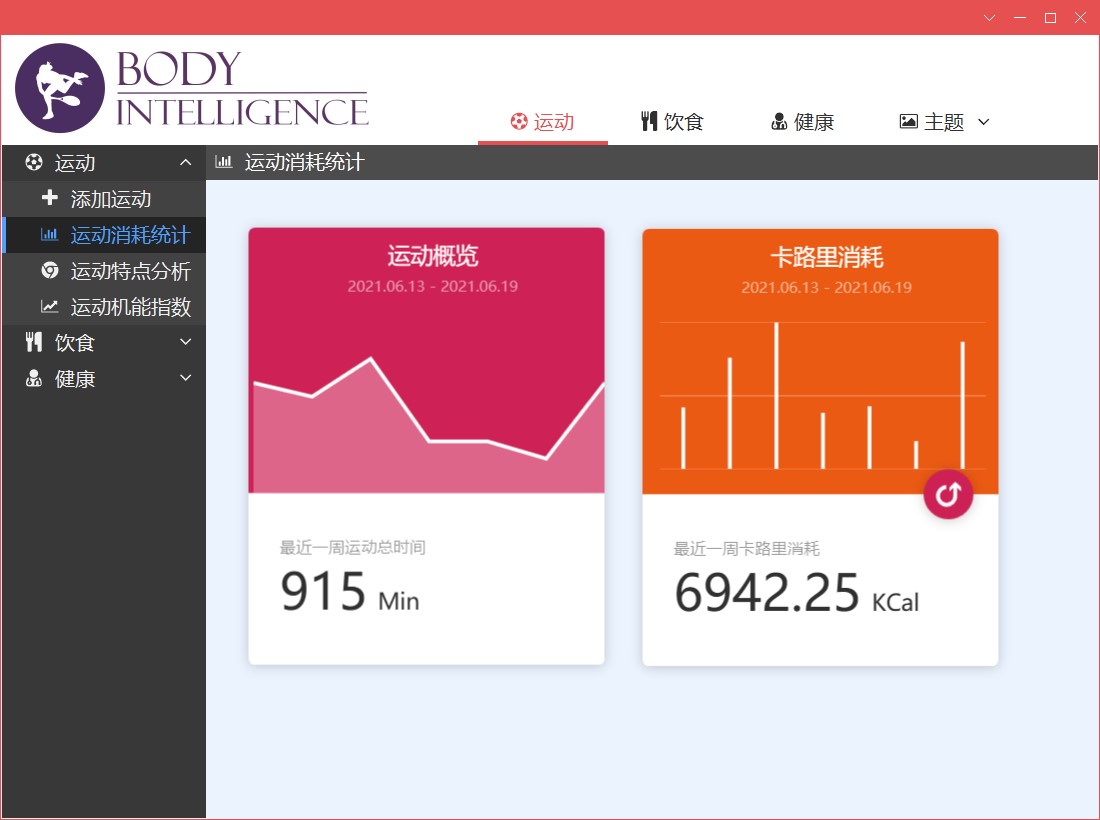 BODY
INTELLIGENCE
运动
饮食
健康
主题
运动
添加运动
运动消耗统计
运动特点分析
运动机能指数
饮食
健康
运动消耗统计
运动概览
2021.06.13 - 2021.06.19
最近一周运动总时间
915 Min
卡路里消耗
2021.06.13 - 2021.06.19
最近一周卡路里消耗
6942.25 KCal